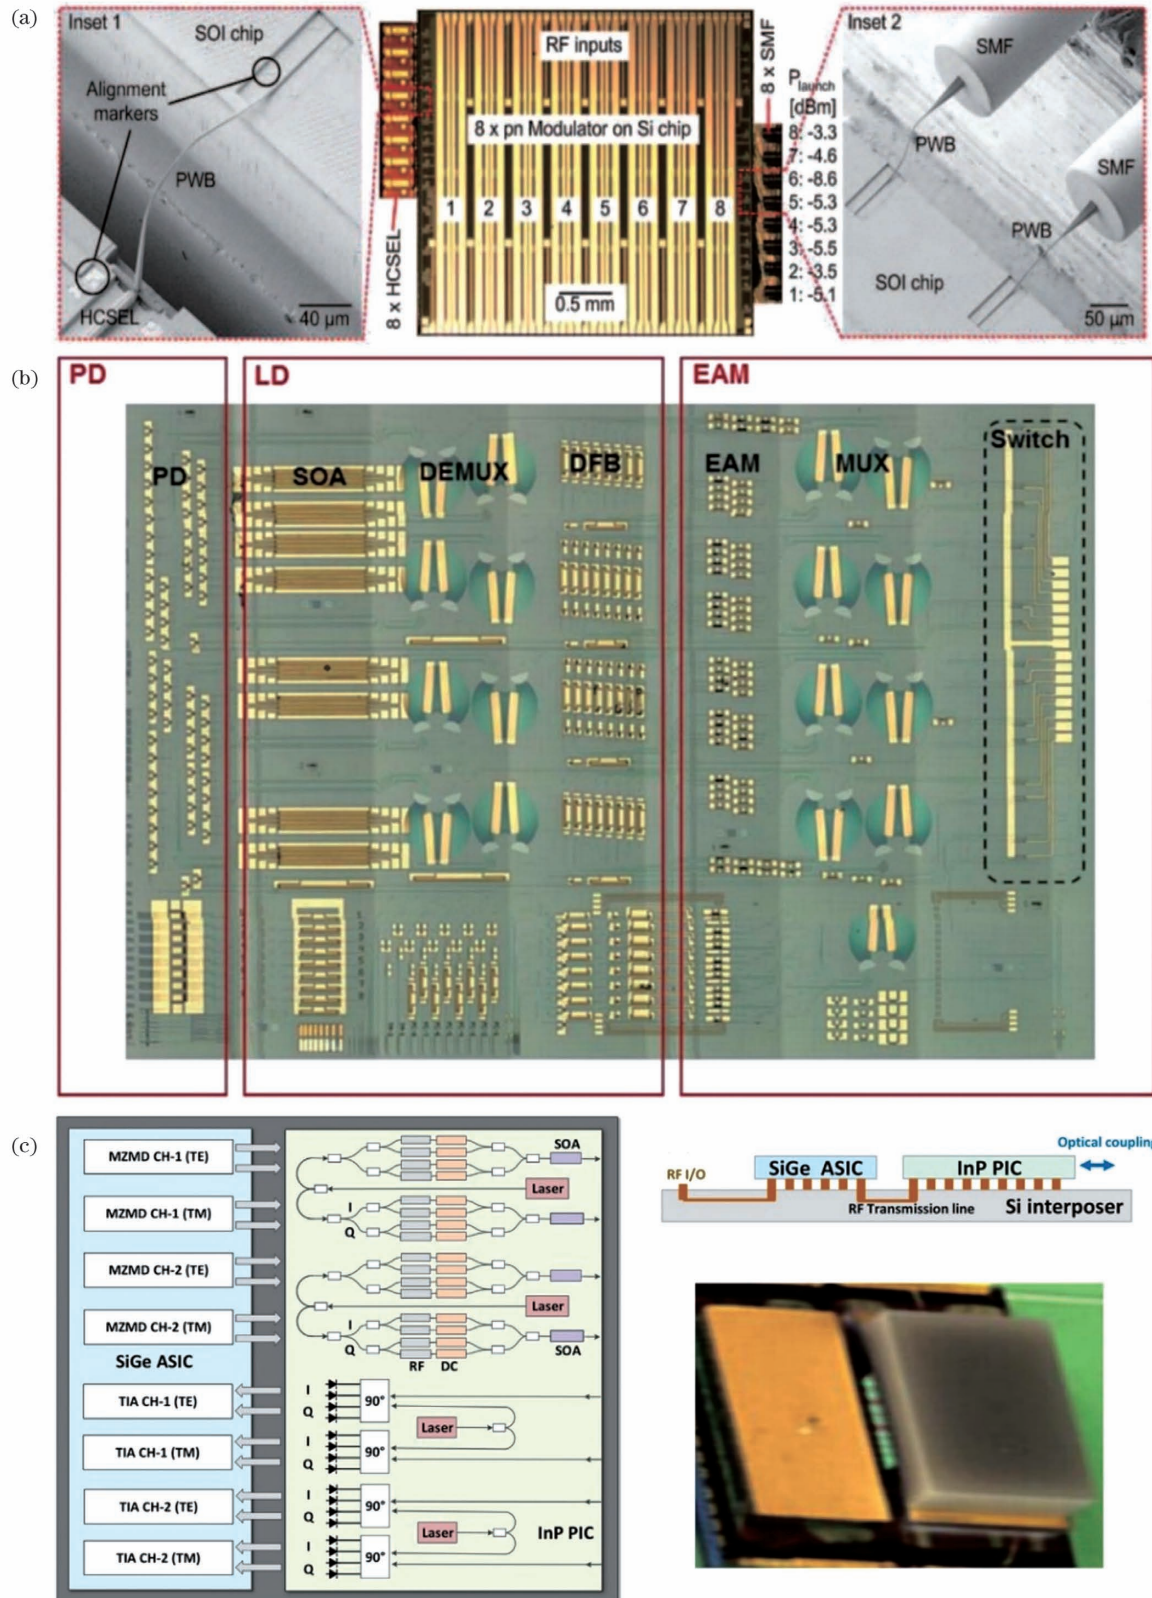 (a)
Inset 1
SOI chip
Alignment
markers
PWB
HCSEL
40 μm
8 x HCSEL
RF inputs
8 x pn Modulator on Si chip
1 2 3 4 5 6 7 8
0.5 mm
8 x SMF
P launch
[dBm]
8: -3.3
7: -4.6
6: -8.6
5: -5.3
4: -5.3
3: -5.5
2: -3.5
1: -5.1
Inset 2
SMF
PWB
SMF
PWB
SOI chip
50 μm
(b)
PD
LD
EAM
PD
SOA
DEMUX
DFB
EAM
MUX
Switch
(c)
MZMD CH-1 (TE)
MZMD CH-1 (TM)
MZMD CH-2 (TE)
MZMD CH-2 (TM)
SiGe ASIC
TIA CH-1 (TE)
TIA CH-1 (TM)
TIA CH-2 (TE)
TIA CH-2 (TM)
SOA
Laser
I
Q
Laser
I
Q
SOA
RF DC
I
Q
90°
Laser
I
Q
90°
I
Q
90°
Laser
InP PIC
I
Q
90°
Optical coupling
SiGe ASIC
InP PIC
RF I/O
RF Transmission line
Si interposer